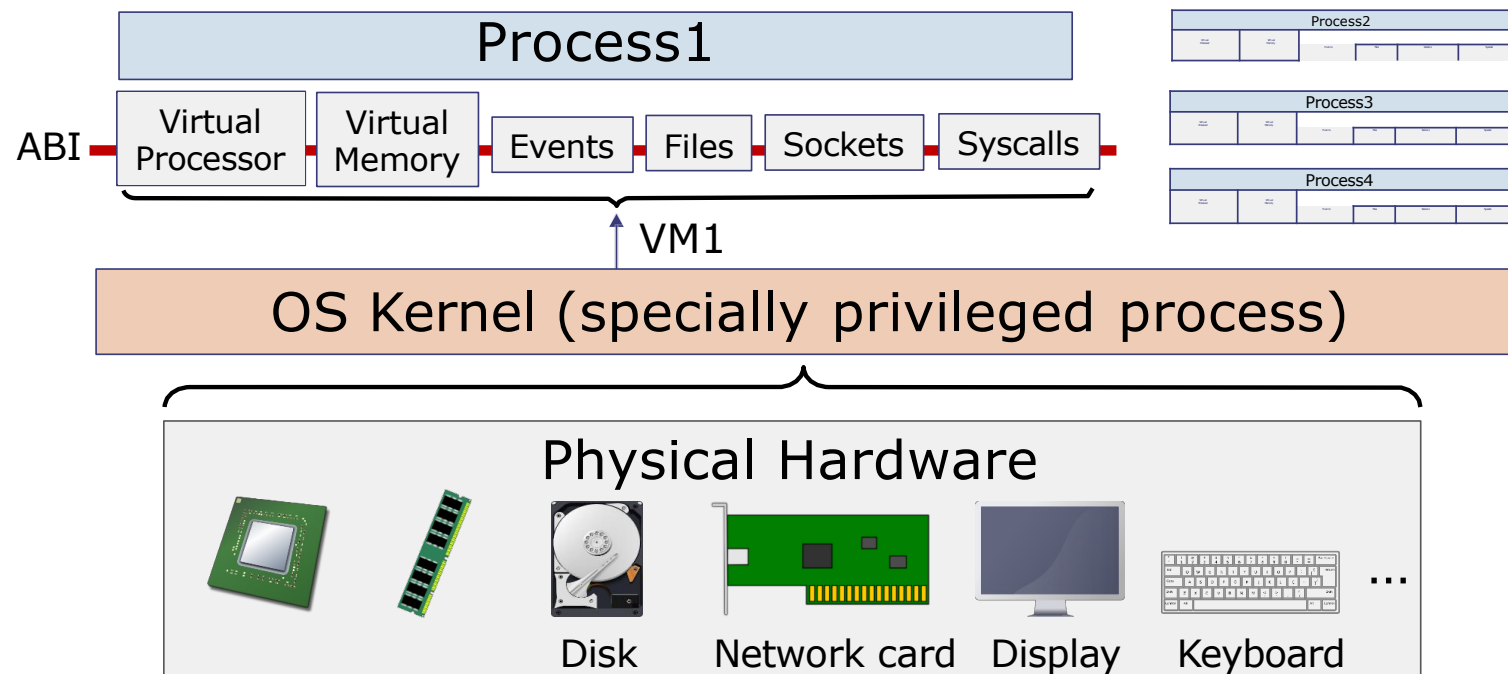 Process1
Process2
Process3
Process4
ABI
Virtual
Processor
Virtual
Memory
Events
Files
Sockets
Syscalls
VM1
OS Kernel (specially privileged process)
Physical Hardware
...
Disk
Network card
Display
Keyboard